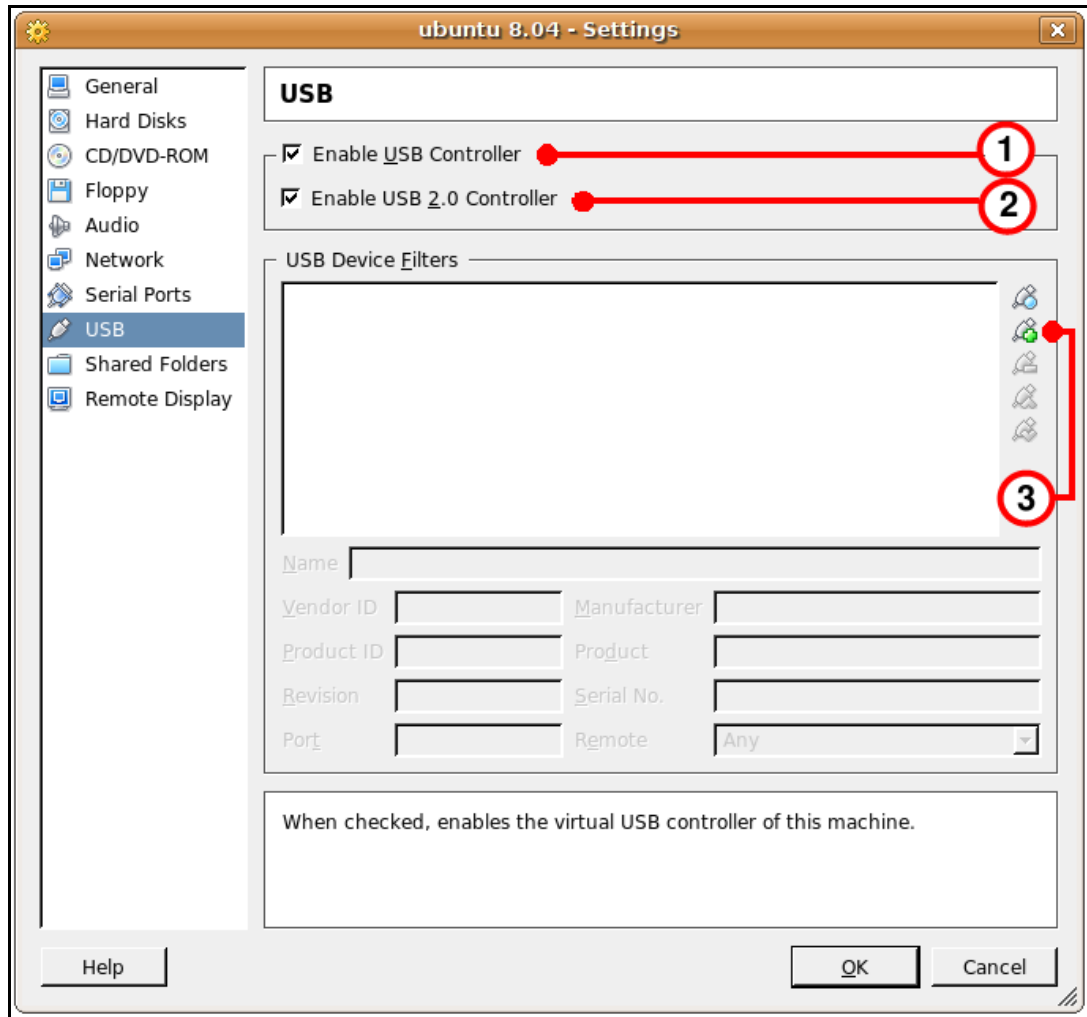 ubuntu 8.04 - Settings
General
Hard Disks
CD/DVD-ROM
Floppy
Audio
Network
Serial Ports
USB
Shared Folders
Remote Display
USB
Enable USB Controller
1
Enable USB 2.0 Controller
2
USB Device Filters
3
Name
Vendor ID
Manufacturer
Product ID
Product
Revision
Serial No.
Port
Remote
Any
When checked, enables the virtual USB controller of this machine.
Help
OK
Cancel